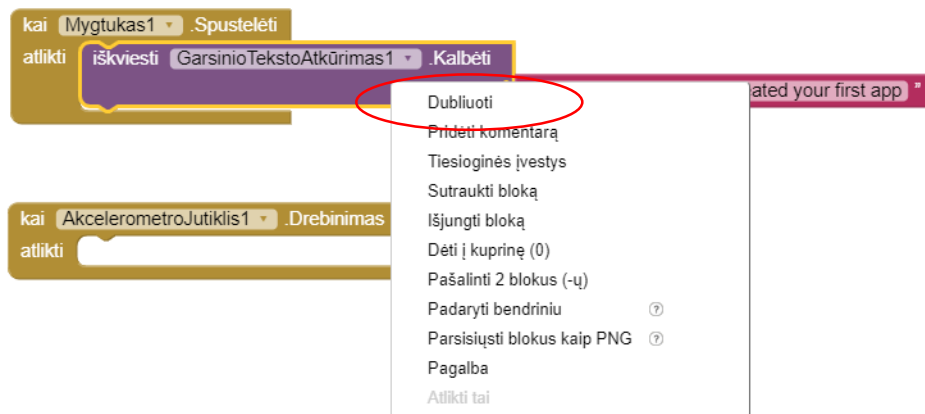 kai Mygtukas1 .Spustelėti
atlikti iškviesti GarsinioTekstoAtkūrimas1 .Kalbėti
ated your first app "
Dubliuoti
Pridėti komentarą
Tiesioginės įvestys
Sutraukti bloką
kai AkcelerometroJutiklis1 .Drebinimas
Išjungti bloką
atlikti
Dėti į kuprinę (0)
Pašalinti 2 blokus (-ų)
Padaryti bendriniu ?
Parsisiųsti blokus kaip PNG ?
Pagalba
Atlikti tai